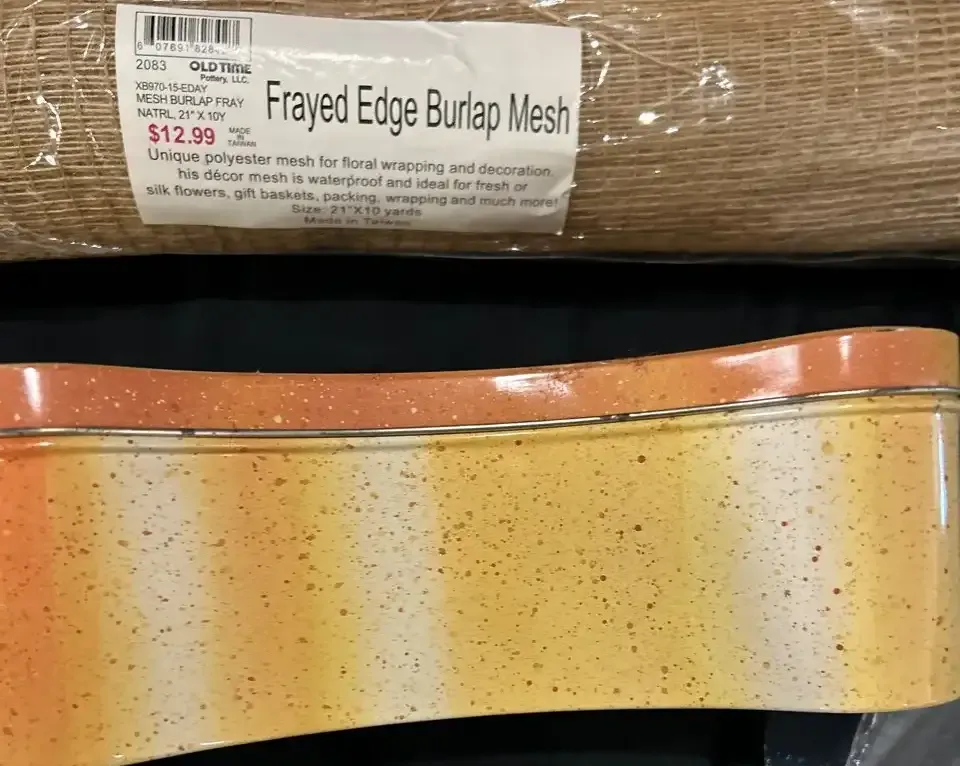 6 07691 828
2083 OLD TIME
Pottery, LLC.
XB970-15-EDAY
MESH BURLAP FRAY
NATRL, 21" X 10Y
$12.99 MADE
IN
TAIWAN
Frayed Edge Burlap Mesh
Unique polyester mesh for floral wrapping and decoration.
his décor mesh is waterproof and ideal for fresh or
silk flowers, gift baskets, packing, wrapping and much more!
Size: 21"X10 yards
Made in Taiwan